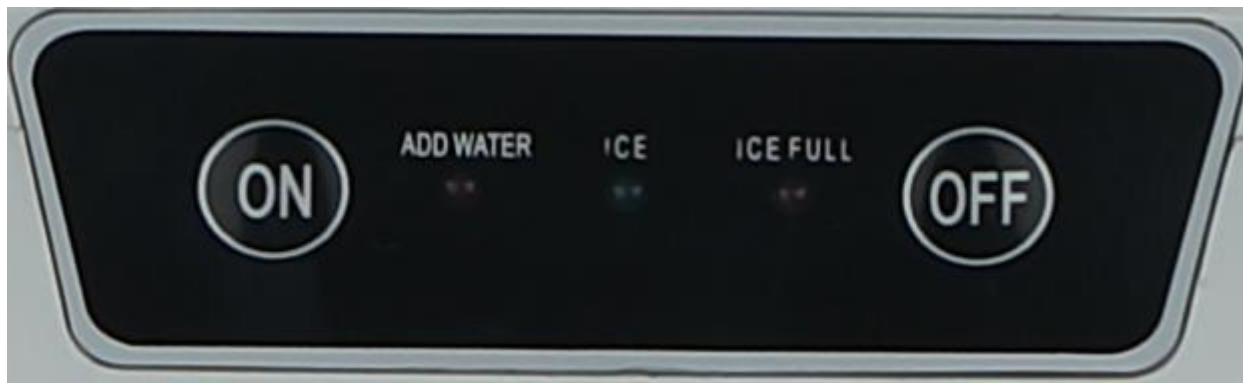 ON
ADD WATER
ICE
ICE FULL
OFF